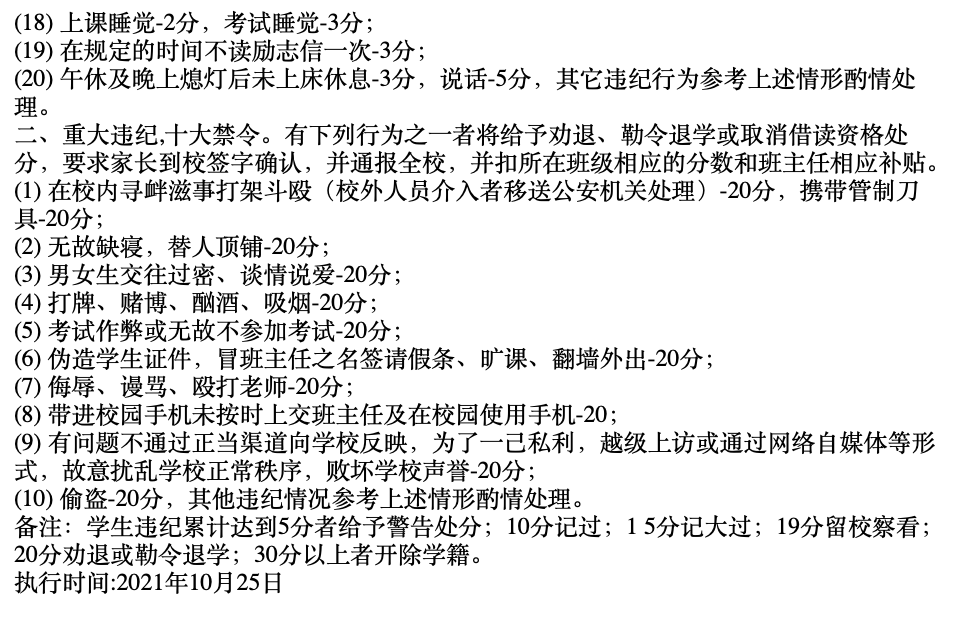 (18) 上课睡觉-2分，考试睡觉-3分；
(19) 在规定的时间不读励志信一次-3分；
(20) 午休及晚上熄灯后未上床休息-3分，说话-5分，其它违纪行为参考上述情形酌情处
理。
二、重大违纪,十大禁令。有下列行为之一者将给予劝退、勒令退学或取消借读资格处
分，要求家长到校签字确认，并通报全校，并扣所在班级相应的分数和班主任相应补贴。
(1) 在校内寻衅滋事打架斗殴（校外人员介入者移送公安机关处理）-20分，携带管制刀
具-20分；
(2) 无故缺寝，替人顶铺-20分；
(3) 男女生交往过密、谈情说爱-20分；
(4) 打牌、赌博、酗酒、吸烟-20分；
(5) 考试作弊或无故不参加考试-20分；
(6) 伪造学生证件，冒班主任之名签请假条、旷课、翻墙外出-20分；
(7) 侮辱、谩骂、殴打老师-20分；
(8) 带进校园手机未按时上交班主任及在校园使用手机-20；
(9) 有问题不通过正当渠道向学校反映，为了一己私利，越级上访或通过网络自媒体等形
式，故意扰乱学校正常秩序，败坏学校声誉-20分；
(10) 偷盗-20分，其他违纪情况参考上述情形酌情处理。
备注：学生违纪累计达到5分者给予警告处分；10分记过；1 5分记大过；19分留校察看；
20分劝退或勒令退学；30分以上者开除学籍。
执行时间:2021年10月25日